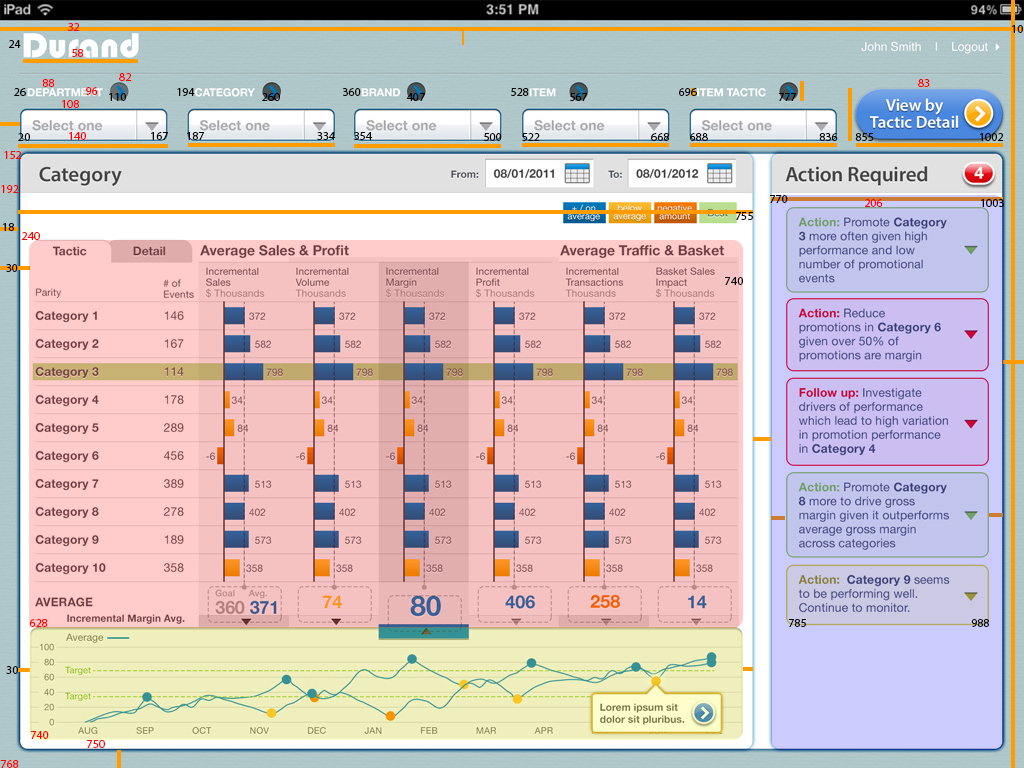 iPad 3:51 PM 94%
10
32
24 Durand John Smith | Logout
58
88 96 82 83
26 DEPARTMENT 194 CATEGORY 360 BRAND 528 ITEM 696 ITEM TACTIC
110 260 407 567 777
108
Select one Select one Select one Select one Select one
View by
Tactic Detail
20 140 167 187 334 354 500 522 668 688 836 855 1002
152
Category From: 08/01/2011 To: 08/01/2012
Action Required 4
192
770 206 1003
+ / on
average
below
average
negative
amount
Best
755
18
240
30
Tactic Detail Average Sales & Profit Average Traffic & Basket
Parity
# of
Events
Incremental
Sales
$ Thousands
Incremental
Volume
Thousands
Incremental
Margin
$ Thousands
Incremental
Profit
$ Thousands
Incremental
Transactions
Thousands
Basket Sales
Impact
$ Thousands
740
Category 1 146 372 372 372 372 372 372
Category 2 167 582 582 582 582 582 582
Category 3 114 798 798 798 798 798 798
Category 4 178 34 34 34 34 34 34
Category 5 289 84 84 84 84 84 84
Category 6 456 -6 -6 -6 -6 -6 -6
Category 7 389 513 513 513 513 513 513
Category 8 278 402 402 402 402 402 402
Category 9 189 573 573 573 573 573 573
Category 10 358 358 358 358 358 358 358
AVERAGE
Goal Avg.
360 371 74 80 406 258 14
Incremental Margin Avg.
628
Average
100
80
60
40
20
0
Target
Target
30
AUG SEP OCT NOV DEC JAN FEB MAR APR
Lorem ipsum sit
dolor sit pluribus.
740
750
768
Action: Promote Category
3 more often given high
performance and low
number of promotional
events
Action: Reduce
promotions in Category 6
given over 50% of
promotions are margin
Follow up: Investigate
drivers of performance
which lead to high variation
in promotion performance
in Category 4
Action: Promote Category
8 more to drive gross
margin given it outperforms
average gross margin
across categories
Action: Category 9 seems
to be performing well.
Continue to monitor.
785 988